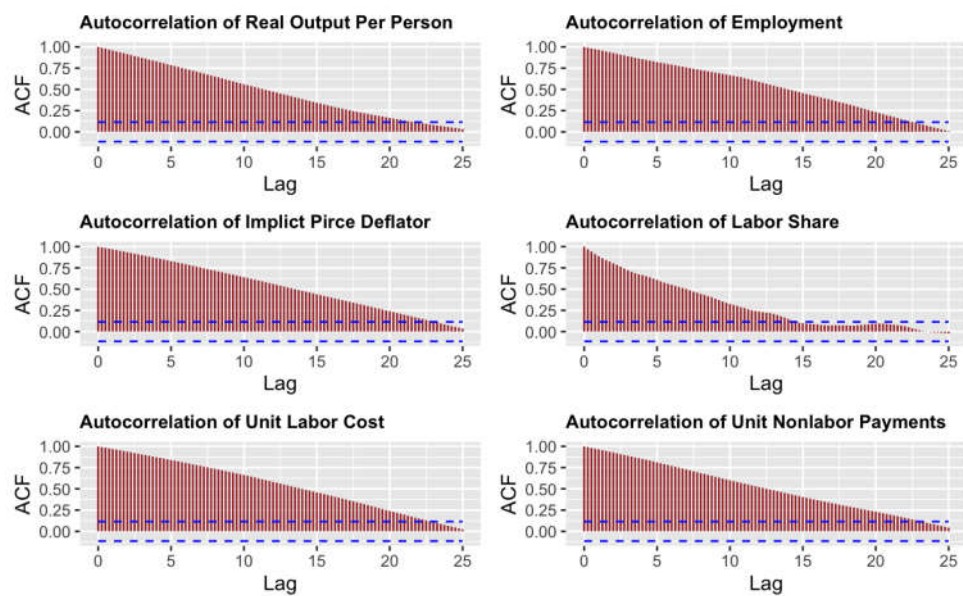 Autocorrelation of Real Output Per Person
ACF
1.00
0.75
0.50
0.25
0.00
0 5 10 15 20 25
Lag
Autocorrelation of Employment
ACF
1.00
0.75
0.50
0.25
0.00
0 5 10 15 20 25
Lag
Autocorrelation of Implict Pirce Deflator
ACF
1.00
0.75
0.50
0.25
0.00
0 5 10 15 20 25
Lag
Autocorrelation of Labor Share
ACF
1.00
0.75
0.50
0.25
0.00
0 5 10 15 20 25
Lag
Autocorrelation of Unit Labor Cost
ACF
1.00
0.75
0.50
0.25
0.00
0 5 10 15 20 25
Lag
Autocorrelation of Unit Nonlabor Payments
ACF
1.00
0.75
0.50
0.25
0.00
0 5 10 15 20 25
Lag